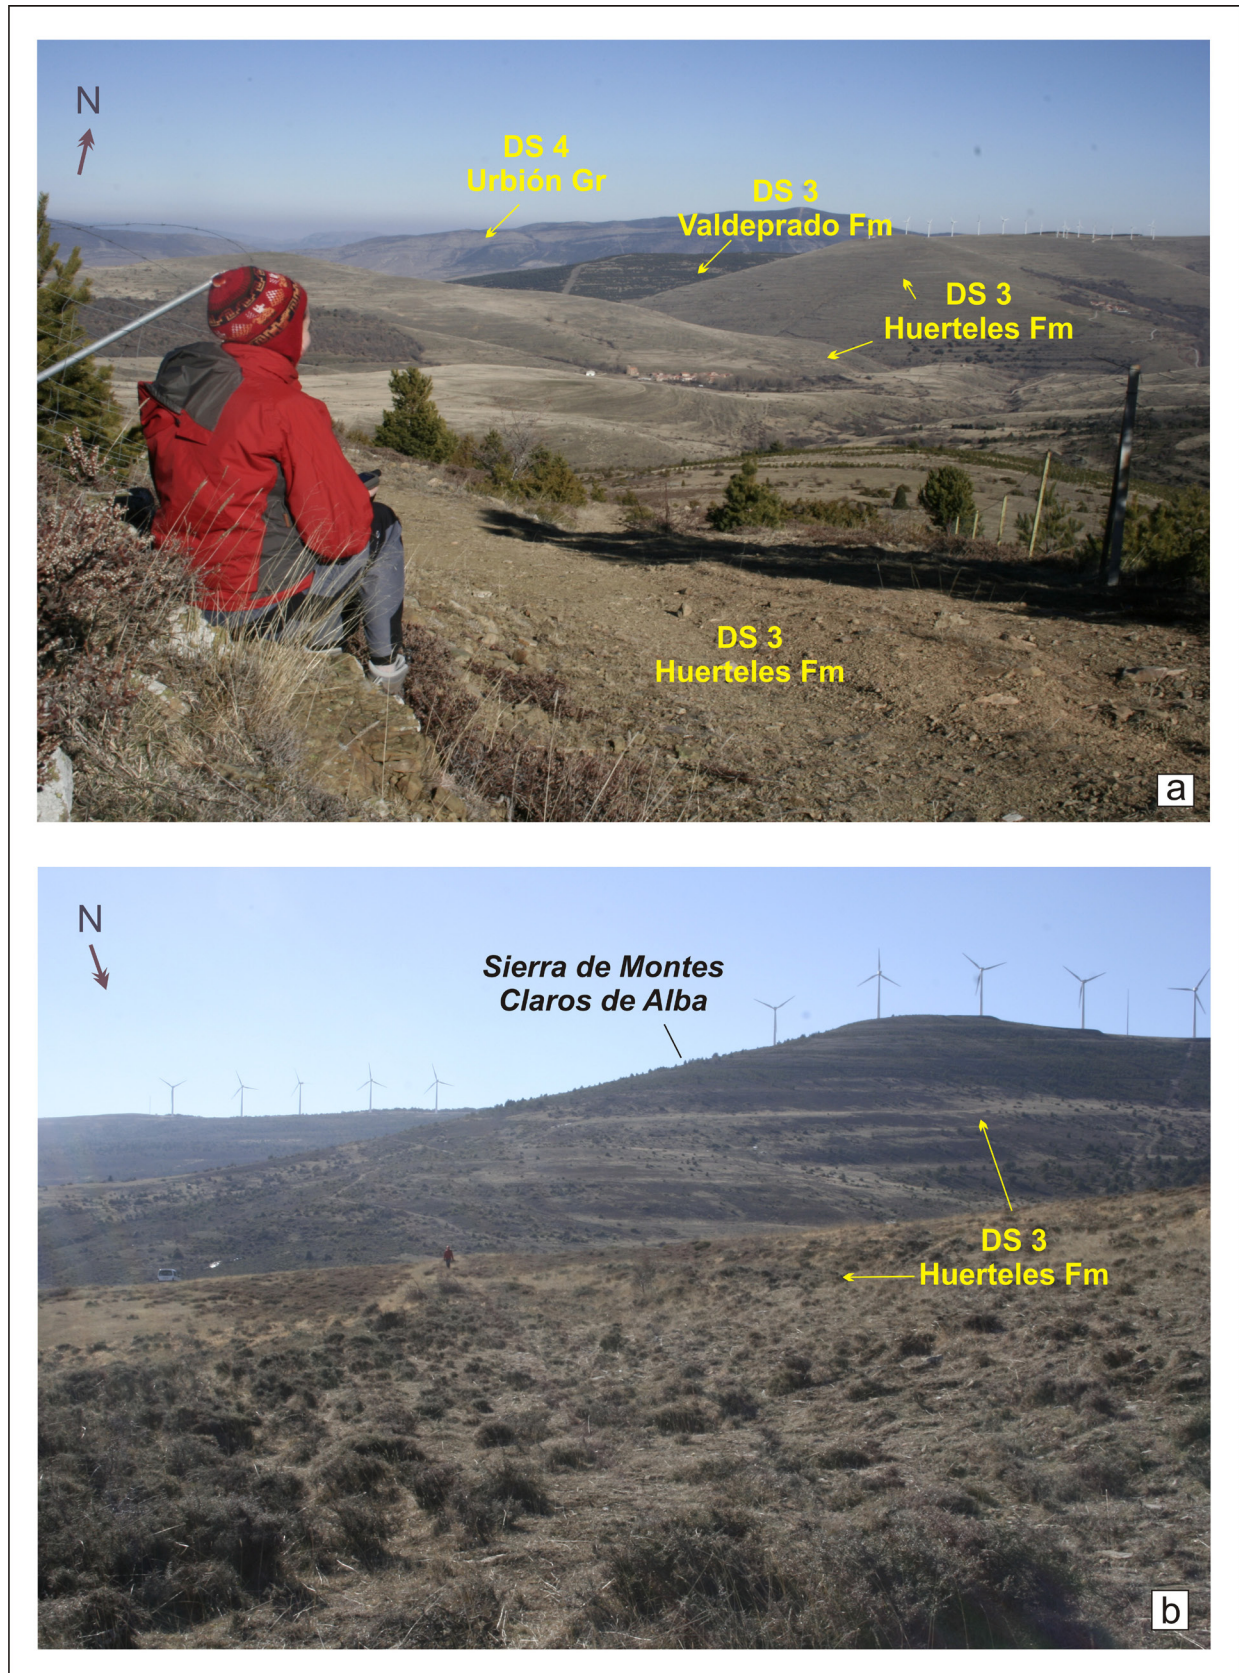 N
DS 4
Urbión Gr
DS 3
Valdeprado Fm
DS 3
Huerteles Fm
DS 3
Huerteles Fm
a
N
Sierra de Montes
Claros de Alba
DS 3
Huerteles Fm
b